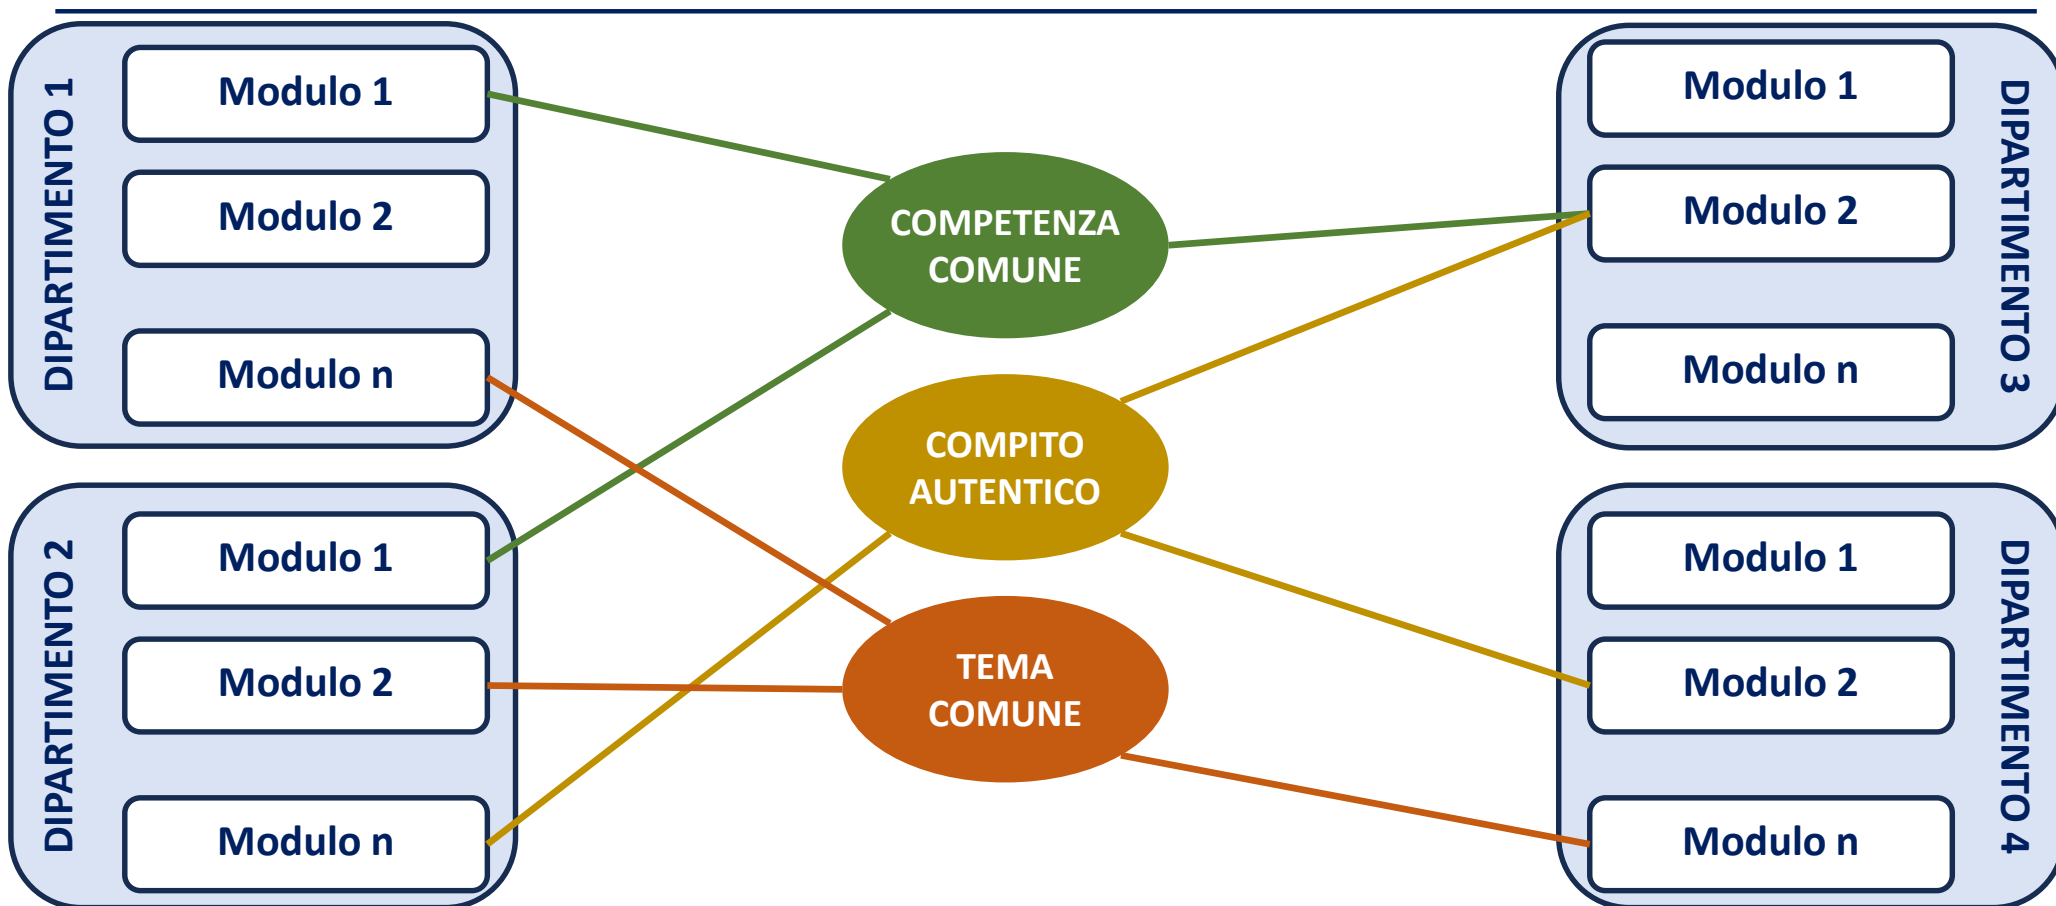 DIPARTIMENTO 1
Modulo 1
Modulo 2
Modulo n
DIPARTIMENTO 2
Modulo 1
Modulo 2
Modulo n
COMPETENZA
COMUNE
COMPITO
AUTENTICO
TEMA
COMUNE
DIPARTIMENTO 3
Modulo 1
Modulo 2
Modulo n
DIPARTIMENTO 4
Modulo 1
Modulo 2
Modulo n